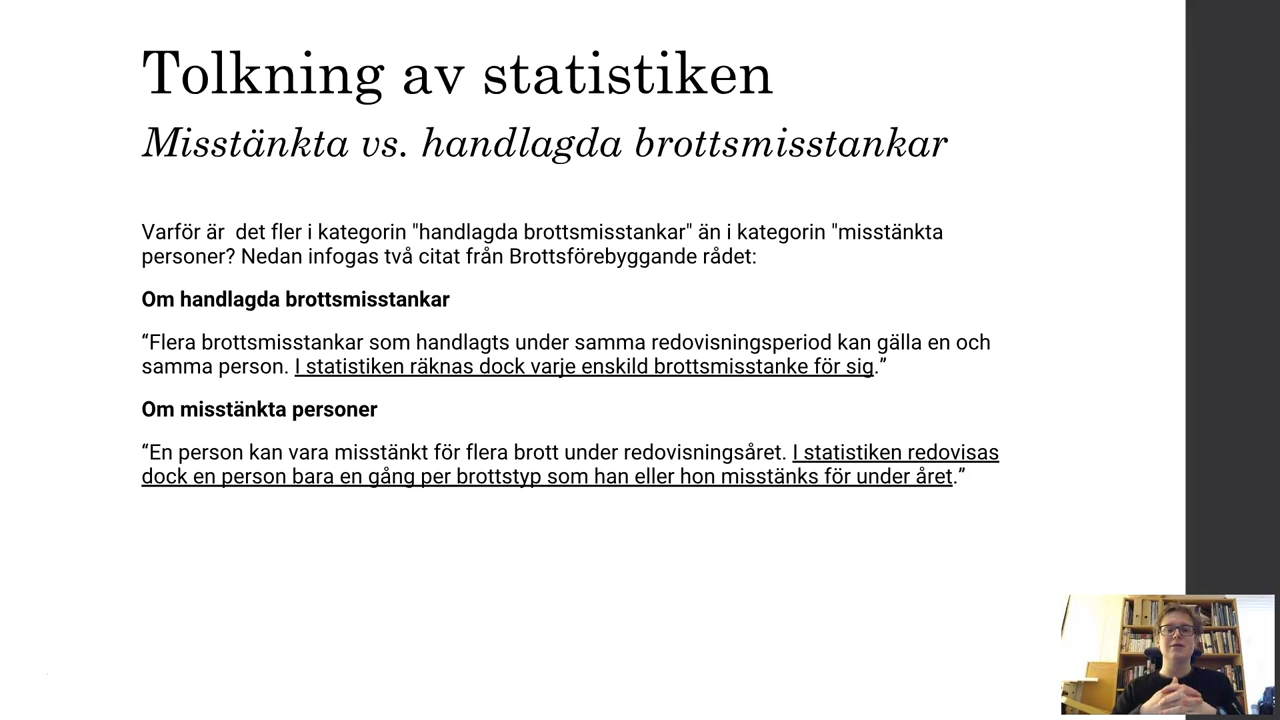 Tolkning av statistiken
Misstänkta vs. handlagda brottsmisstankar
Varför är  det fler i kategorin "handlagda brottsmisstankar" än i kategorin "misstänkta
personer? Nedan infogas två citat från Brottsförebyggande rådet:
Om handlagda brottsmisstankar
“Flera brottsmisstankar som handlagts under samma redovisningsperiod kan gälla en och
samma person. I statistiken räknas dock varje enskild brottsmisstanke för sig.”
Om misstänkta personer
“En person kan vara misstänkt för flera brott under redovisningsåret. I statistiken redovisas
dock en person bara en gång per brottstyp som han eller hon misstänks för under året.”